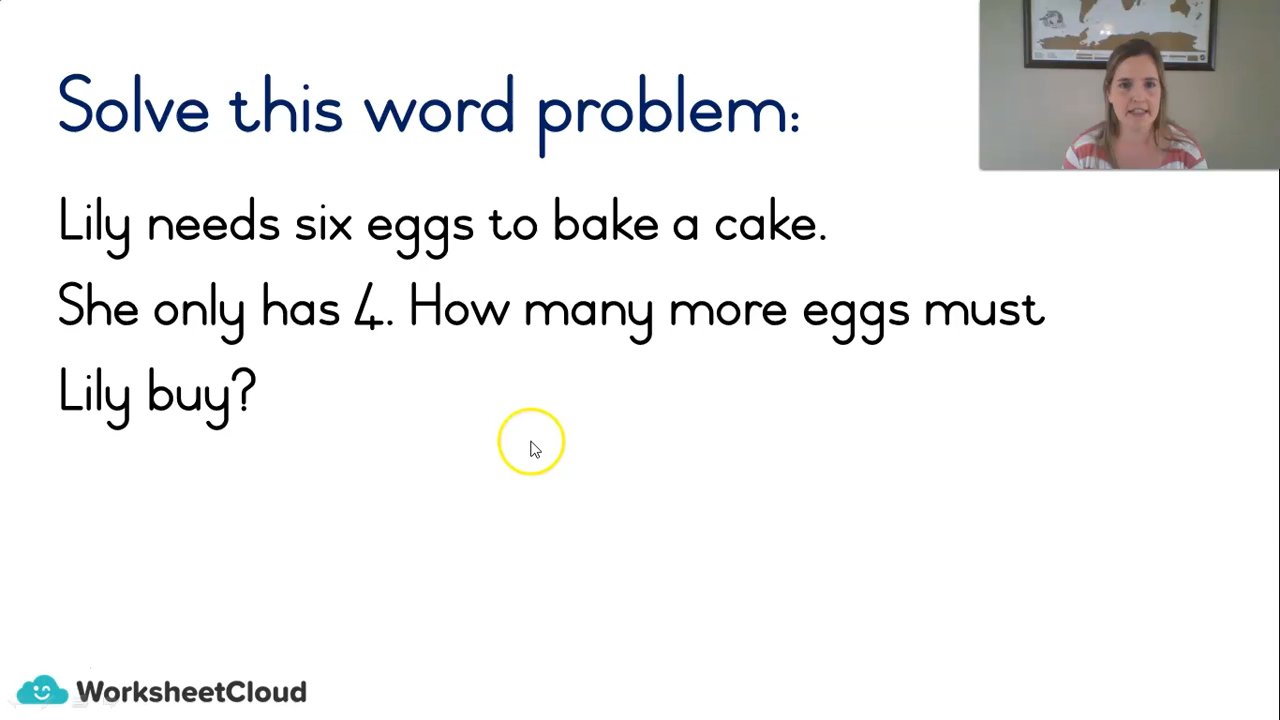 Solve this word problem:
Lily needs six eggs to bake a cake.
She only has 4. How many more eggs must
Lily buy?
WorksheetCloud